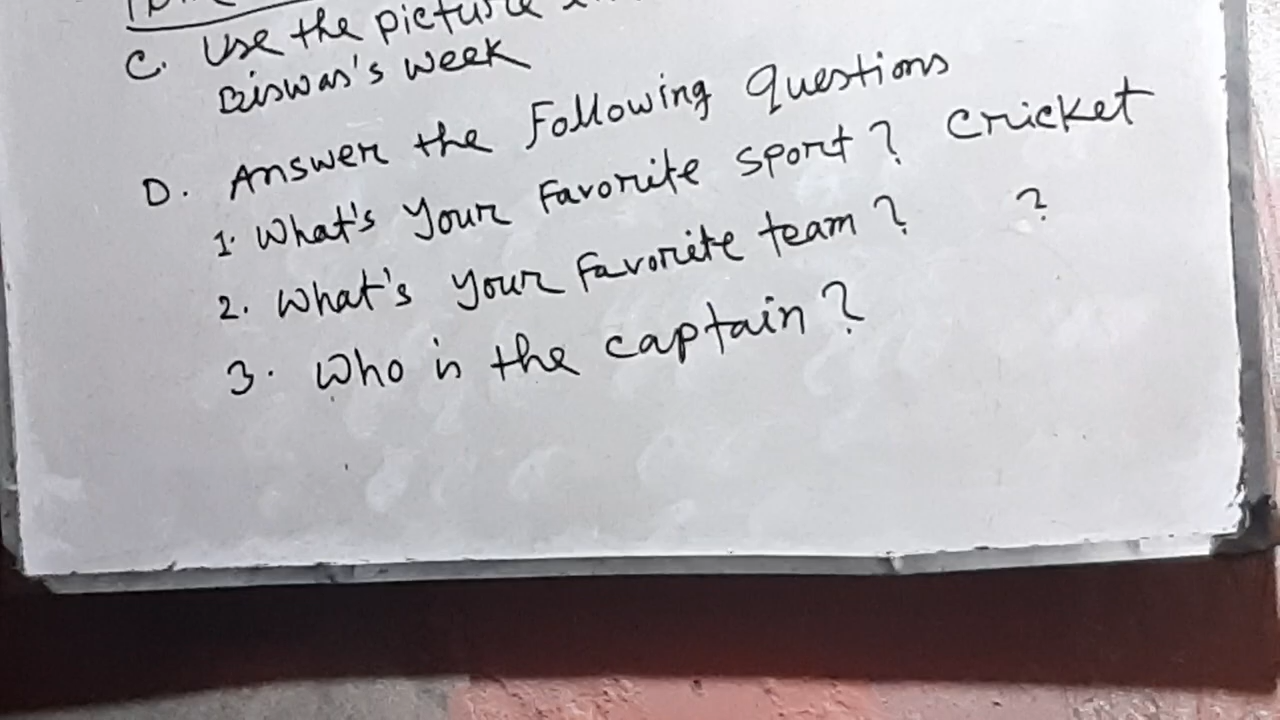 C. Use the picture
Biswas's week
D. Answer the Following Questions
1. What's your Favorite sport? Cricket
2. What's your Favorite team? ?
3. Who is the captain?